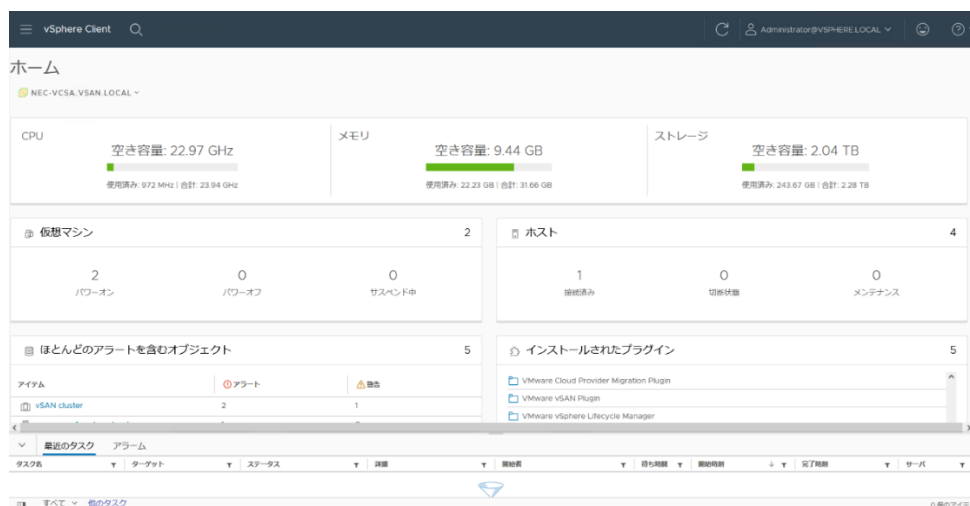 vSphere Client
Administrator@VSPHERE.LOCAL
ホーム
NEC-VCSA.VSAN.LOCAL
CPU
空き容量: 22.97 GHz
使用済み: 972 MHz | 合計: 23.94 GHz
メモリ
空き容量: 9.44 GB
使用済み: 22.23 GB | 合計: 31.66 GB
ストレージ
空き容量: 2.04 TB
使用済み: 243.67 GB | 合計: 2.28 TB
仮想マシン 2
2 0 0
パワーオン パワーオフ サスペンド中
ホスト 4
1 0 0
接続済み 切断状態 メンテナンス
ほとんどのアラートを含むオブジェクト 5
アイテム アラート 警告
vSAN cluster 2 1
インストールされたプラグイン 5
VMware Cloud Provider Migration Plugin
VMware vSAN Plugin
VMware vSphere Lifecycle Manager
最近のタスク アラーム
タスク名 ターゲット ステータス 詳細 開始者 待ち時間 開始時刻 完了時刻 サーバ
すべて 他のタスク